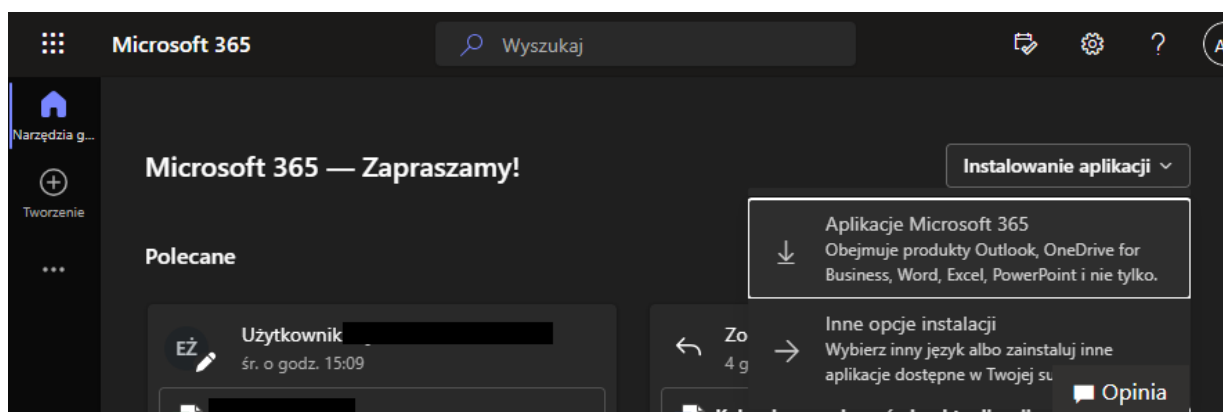 Microsoft 365
Wyszukaj
?
A
Narzędzia g...
Microsoft 365 — Zapraszamy!
Instalowanie aplikacji
Tworzenie
Aplikacje Microsoft 365
Obejmuje produkty Outlook, OneDrive for
Business, Word, Excel, PowerPoint i nie tylko.
Polecane
Inne opcje instalacji
Wybierz inny język albo zainstaluj inne
aplikacje dostępne w Twojej su
EŻ
Użytkownik
śr. o godz. 15:09
Zo
4 g
Opinia